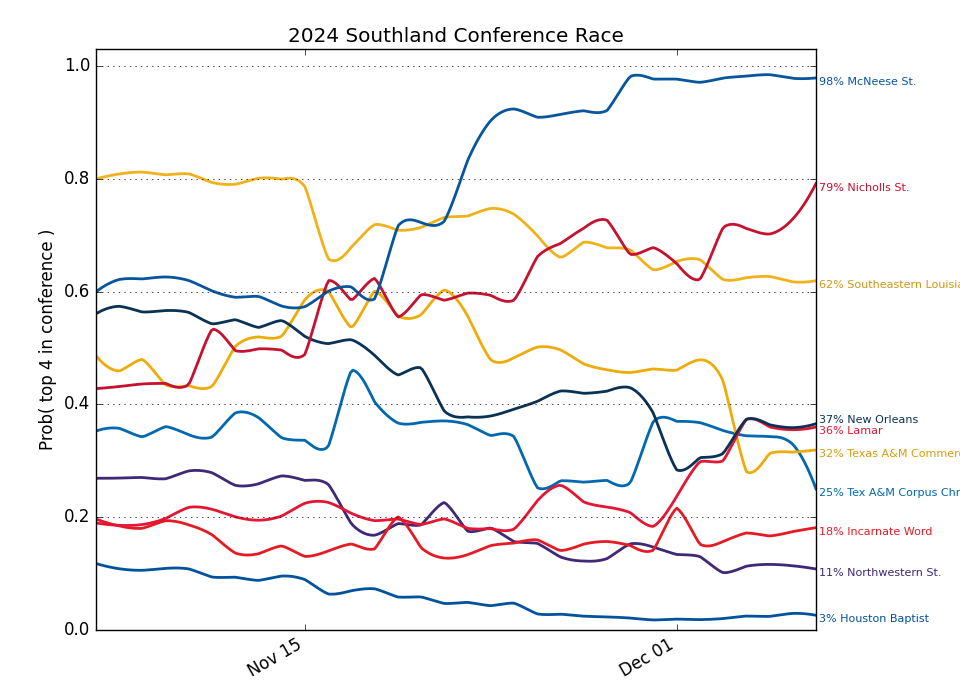 2024 Southland Conference Race
Prob( top 4 in conference )
1.0
0.8
0.6
0.4
0.2
0.0
Nov 15
Dec 01
98% McNeese St.
79% Nicholls St.
62% Southeastern Louisia
37% New Orleans
36% Lamar
32% Texas A&M Commerc
25% Tex A&M Corpus Chr
18% Incarnate Word
11% Northwestern St.
3% Houston Baptist